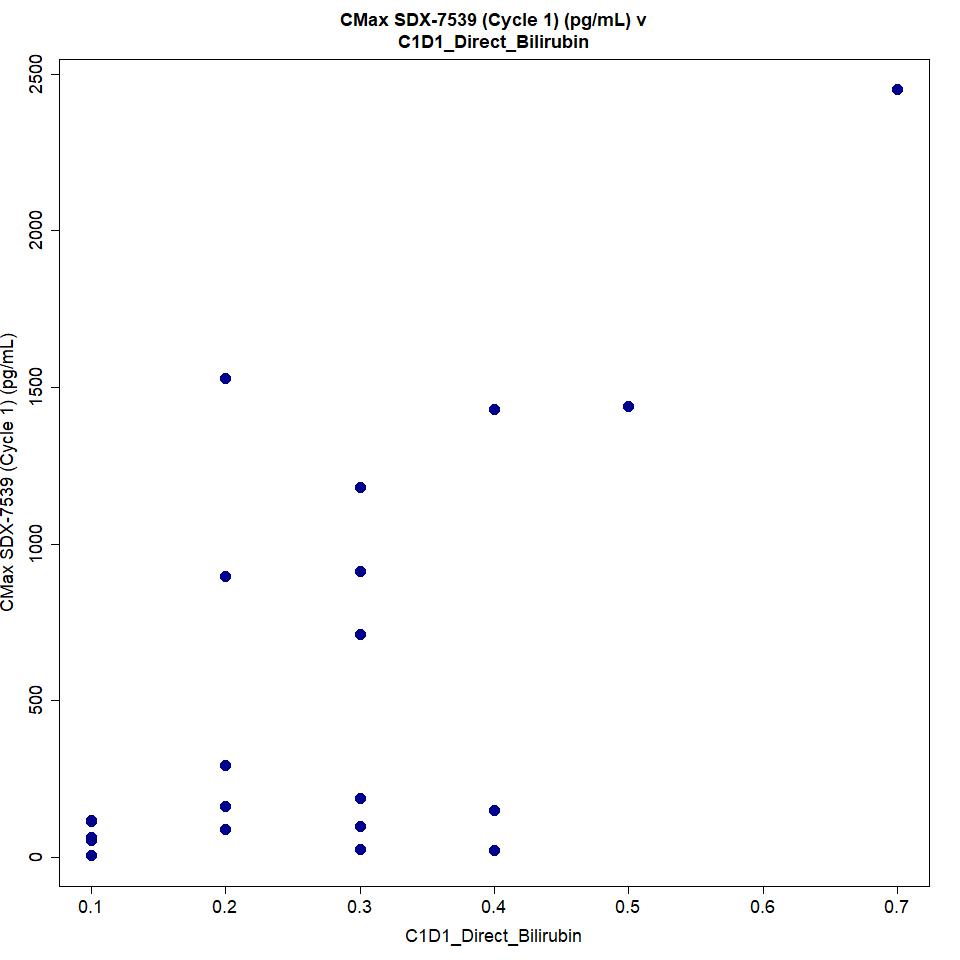 CMax SDX-7539 (Cycle 1) (pg/mL) v
C1D1_Direct_Bilirubin
2500
2000
1500
1000
500
0
CMax SDX-7539 (Cycle 1) (pg/mL)
0.1 0.2 0.3 0.4 0.5 0.6 0.7
C1D1_Direct_Bilirubin